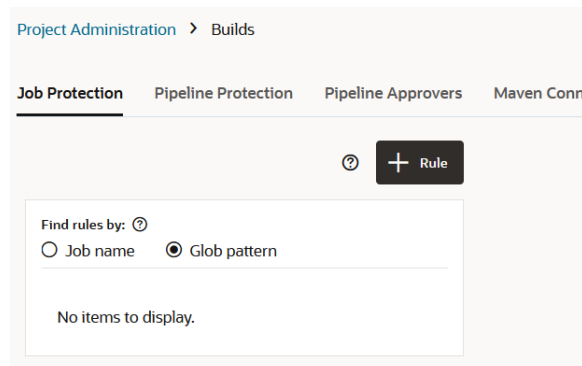 Project Administration > Builds
Job Protection Pipeline Protection Pipeline Approvers Maven Conn
? + Rule
Find rules by: ?
Job name Glob pattern
No items to display.